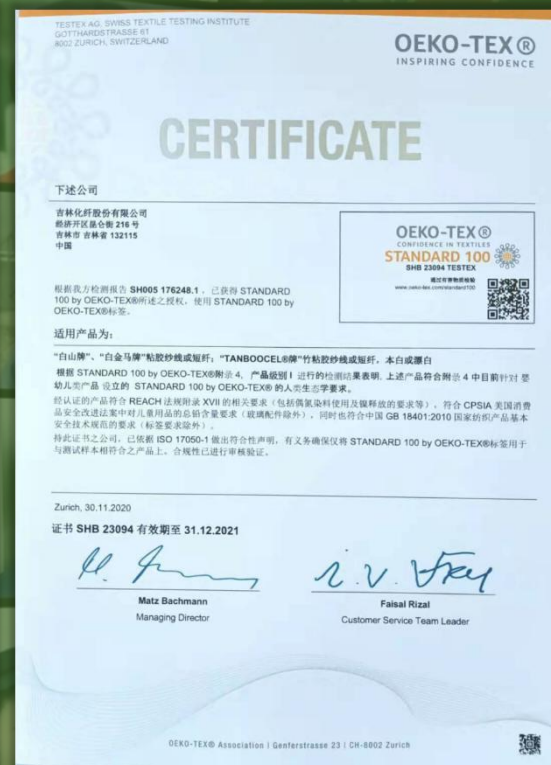 TESTEX AG, SWISS TEXTILE TESTING INSTITUTE
GOTTHARDSTRASSE 61
8002 ZURICH, SWITZERLAND
OEKO-TEX®
INSPIRING CONFIDENCE
CERTIFICATE
下述公司
吉林化纤股份有限公司
经济开区昆仑街 216 号
吉林市 吉林省 132115
中国
OEKO-TEX®
CONFIDENCE IN TEXTILES
STANDARD 100
SHB 23094 TESTEX
通过有害物质检验
www.oeko-tex.com/standard100
根据我方检测报告 SH005 176248.1 ，已获得 STANDARD
100 by OEKO-TEX®所述之授权，使用 STANDARD 100 by
OEKO-TEX®标签。
适用产品为:
“白山牌”、“白金马牌”粘胶纱线或短纤；“TANBOOCEL®牌”竹粘胶纱线或短纤，本白或漂白
根据 STANDARD 100 by OEKO-TEX®附录 4，产品级别 I 进行的检测结果表明, 上述产品符合附录 4 中目前针对 婴
幼儿类产品 设立的 STANDARD 100 by OEKO-TEX® 的人类生态学要求。
经认证的产品符合 REACH 法规附录 XVII 的相关要求（包括偶氮染料使用及镍释放的要求等），符合 CPSIA 美国消费
品安全改进法案中对儿童用品的总铅含量要求（玻璃配件除外），同时也符合中国 GB 18401:2010 国家纺织产品基本
安全技术规范的要求（标签要求除外）。
持此证书之公司，已依据 ISO 17050-1 做出符合性声明，有义务确保仅将 STANDARD 100 by OEKO-TEX®标签用于
与测试样本相符合之产品上。合规性已进行审核验证。
Zurich, 30.11.2020
证书 SHB 23094 有效期至 31.12.2021
Matz Bachmann
Managing Director
Faisal Rizal
Customer Service Team Leader
OEKO-TEX® Association | Genferstrasse 23 | CH-8002 Zurich